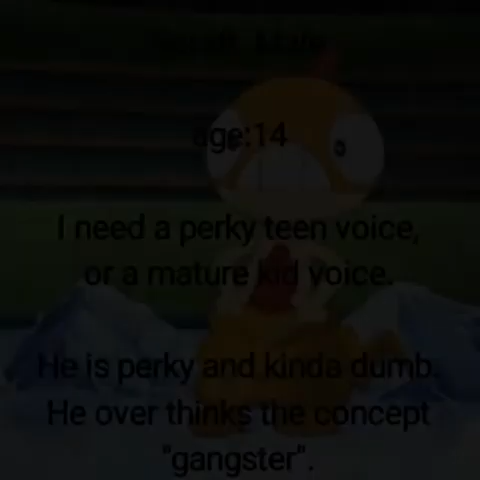 age:14
I need a perky teen voice,
or a mature kid voice.
He is perky and kinda dumb.
He over thinks the concept
"gangster".